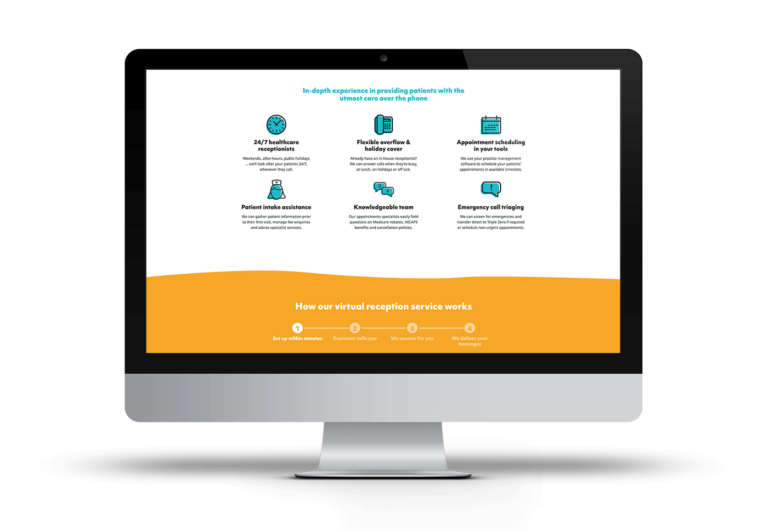 In-depth experience in providing patients with the
utmost care over the phone
24/7 healthcare
receptionists
Weekends, after-hours, public holidays
... we'll look after your patients 24/7,
whenever they call.
Flexible overflow &
holiday cover
Already have an in-house receptionist?
We can answer calls when they're busy,
at lunch, on holidays or off sick.
Appointment scheduling
in your tools
We use your practice management
software to schedule your patients'
appointments in available timeslots.
Patient intake assistance
We can gather patient information prior
to their first visit, manage fee enquiries
and advise specialist services.
Knowledgeable team
Our appointments specialists easily field
questions on Medicare rebates, HICAPS
benefits and cancellation policies.
Emergency call triaging
We can screen for emergencies and
transfer direct to Triple Zero if required
or schedule non-urgent appointments.
How our virtual reception service works
1
2
3
4
Set up within minutes
Customer calls you
We answer for you
We deliver your
messages